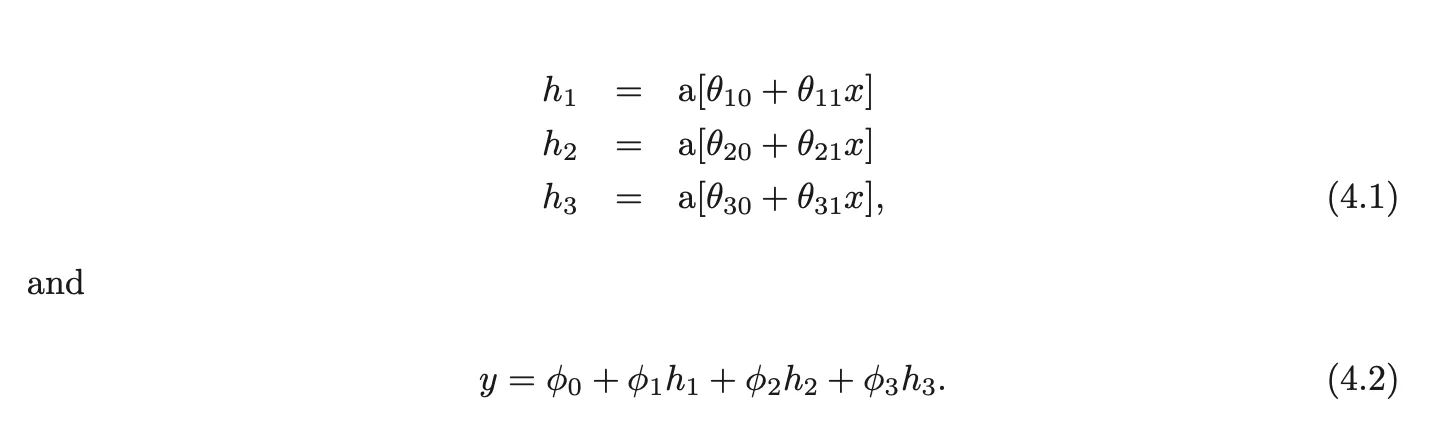 h₁ = a[θ₁₀ + θ₁₁x]
h₂ = a[θ₂₀ + θ₂₁x]
h₃ = a[θ₃₀ + θ₃₁x], (4.1)
and
y = ϕ₀ + ϕ₁h₁ + ϕ₂h₂ + ϕ₃h₃. (4.2)